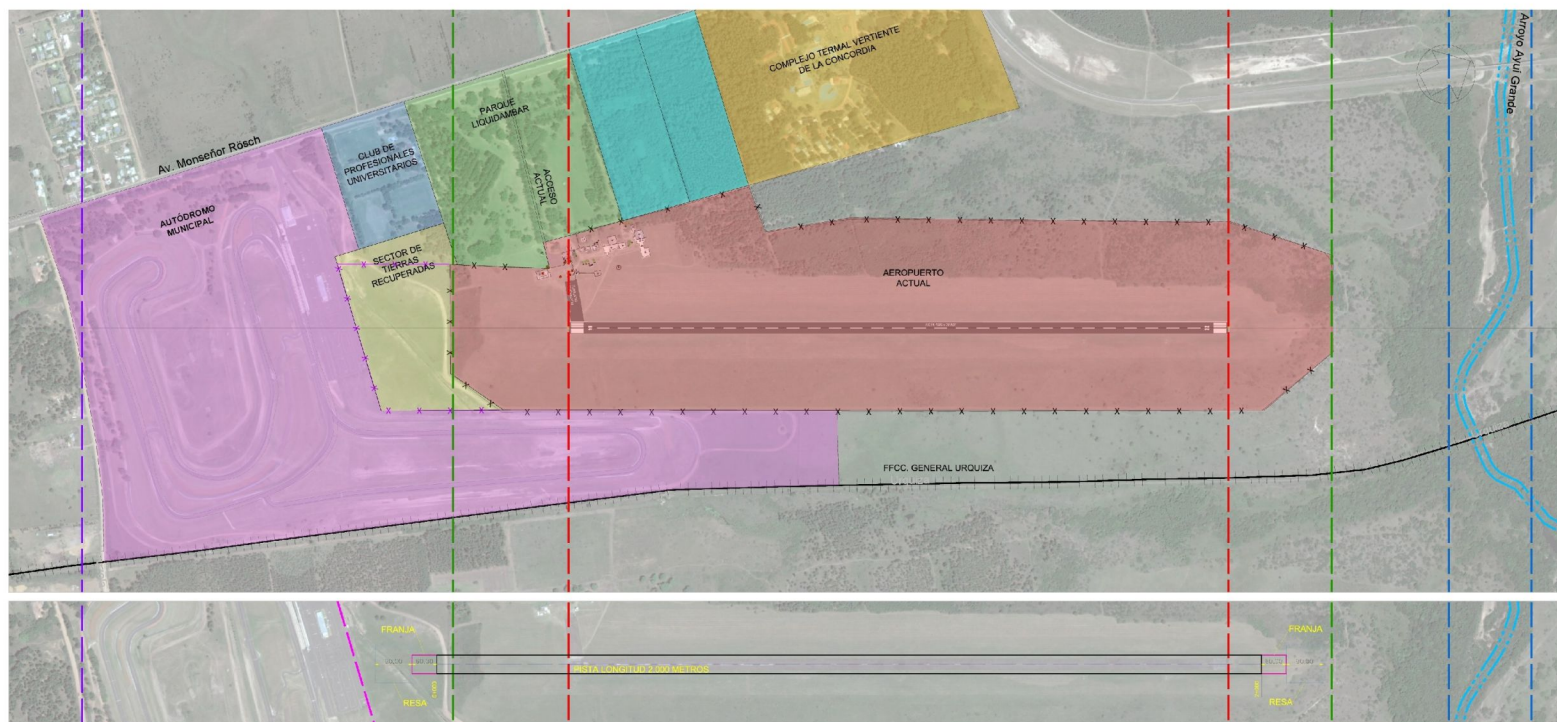 COMPLEJO TERMAL VERTIENTE
DE LA CONCORDIA
Arroyo Ayui Grande
PARQUE
LIQUIDAMBAR
Av. Monseñor Rösch
CLUB DE
PROFESIONALES
UNIVERSITARIOS
ACCESO
ACTUAL
AUTÓDROMO
MUNICIPAL
SECTOR DE
TIERRAS
RECUPERADAS
AEROPUERTO
ACTUAL
FFCC. GENERAL URQUIZA
FRANJA
FRANJA
PISTA LONGITUD 2.000 METROS
RESA
RESA